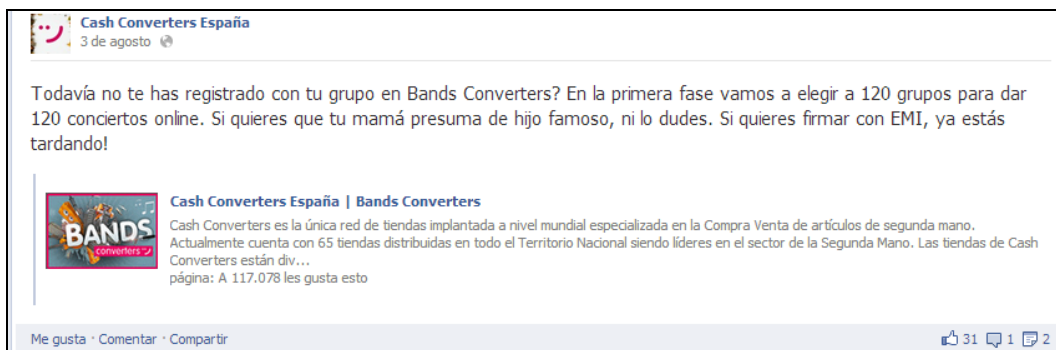 Cash Converters España
3 de agosto
Todavía no te has registrado con tu grupo en Bands Converters? En la primera fase vamos a elegir a 120 grupos para dar
120 conciertos online. Si quieres que tu mamá presuma de hijo famoso, ni lo dudes. Si quieres firmar con EMI, ya estás
tardando!
BANDS
converters
Cash Converters España | Bands Converters
Cash Converters es la única red de tiendas implantada a nivel mundial especializada en la Compra Venta de artículos de segunda mano.
Actualmente cuenta con 65 tiendas distribuidas en todo el Territorio Nacional siendo líderes en el sector de la Segunda Mano. Las tiendas de Cash
Converters están div...
página: A 117.078 les gusta esto
Me gusta · Comentar · Compartir 31 1 2